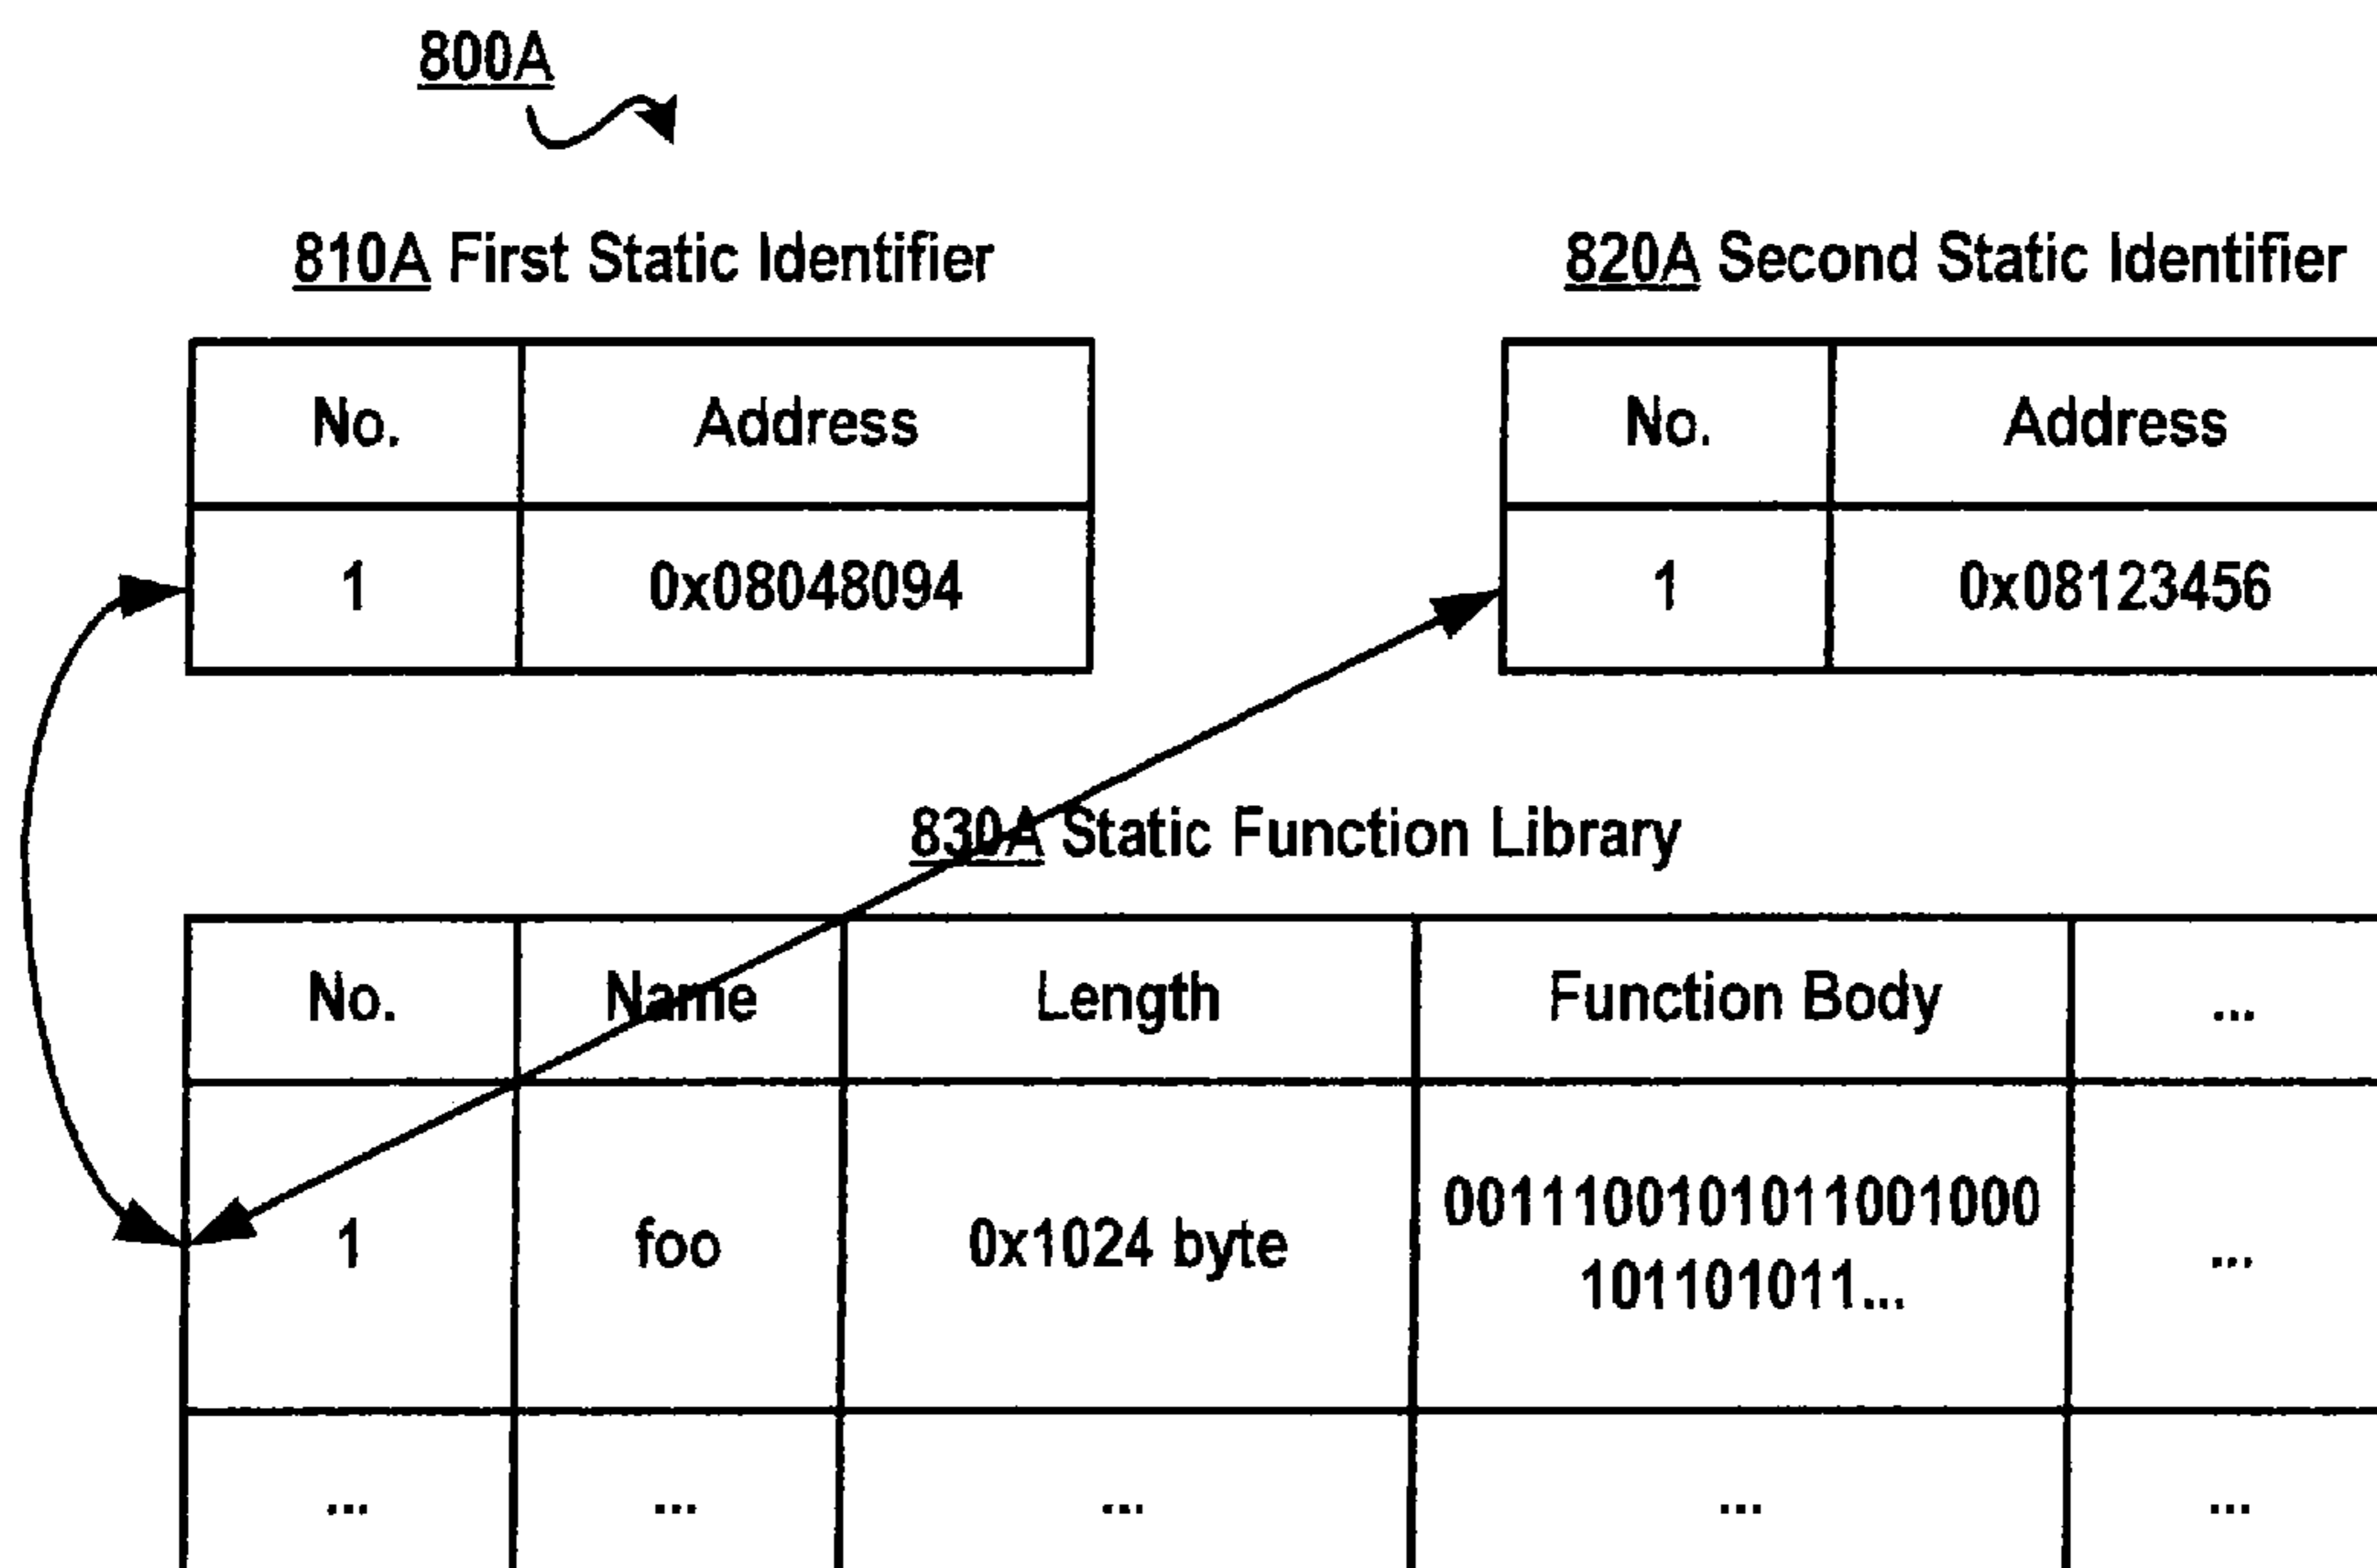 800A
810A First Static Identifier
820A Second Static Identifier
No. Address
1 0x08048094
No. Address
1 0x08123456
830A Static Function Library
No. Name Length Function Body ...
1 foo 0x1024 byte 0011100101011001000
101101011... ...
... ... ... ... ...